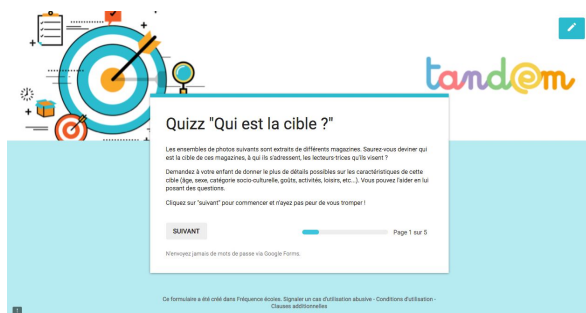 tandem
Quizz "Qui est la cible ?"
Les ensembles de photos suivants sont extraits de différents magazines. Saurez-vous deviner qui
est la cible de ces magazines, à qui ils s'adressent, les lecteurs-trices qu'ils visent ?
Demandez à votre enfant de donner le plus de détails possibles sur les caractéristiques de cette
cible (âge, sexe, catégorie socio-culturelle, goûts, activités, loisirs, etc...). Vous pouvez l'aider en lui
posant des questions.
Cliquez sur "suivant" pour commencer et n'ayez pas peur de vous tromper !
SUIVANT
Page 1 sur 5
N'envoyez jamais de mots de passe via Google Forms.
Ce formulaire a été créé dans Fréquence écoles. Signaler un cas d'utilisation abusive - Conditions d'utilisation -
Clauses additionnelles